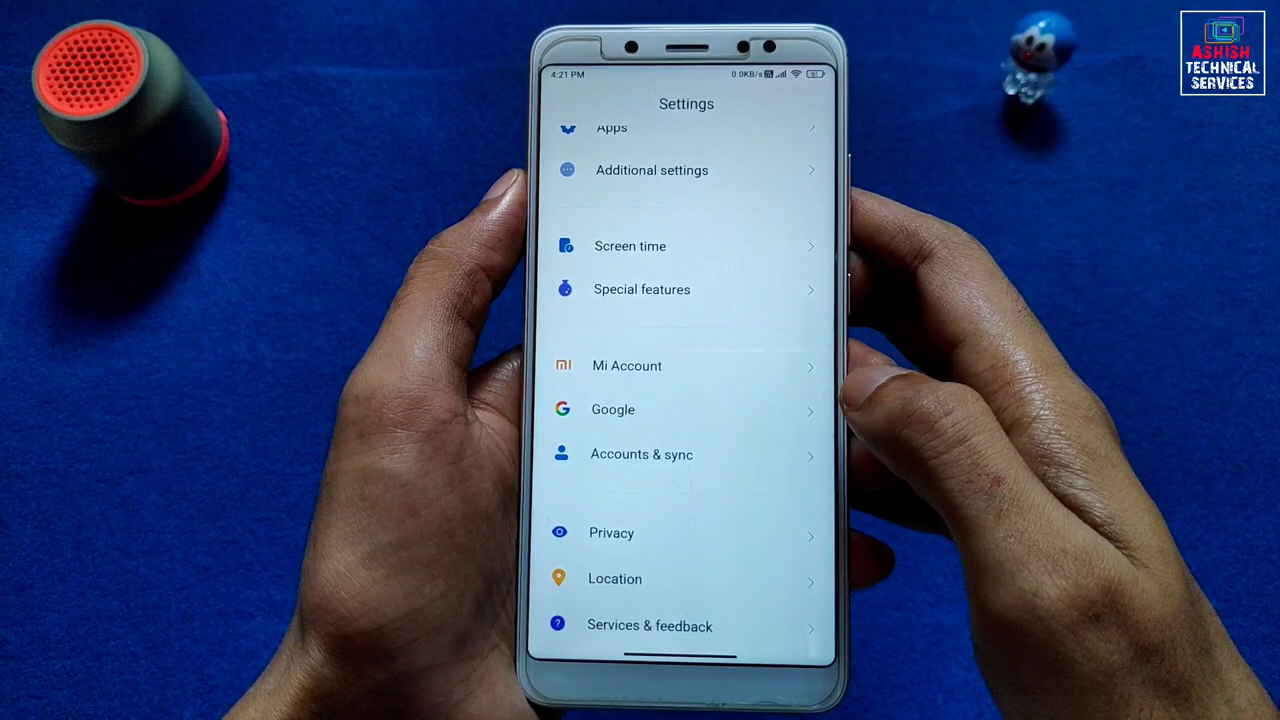 4:21 PM
0.0KB/s
Settings
Apps
Additional settings
Screen time
Special features
Mi Account
Google
Accounts & sync
Privacy
Location
Services & feedback
ASHISH
TECHNICAL
SERVICES